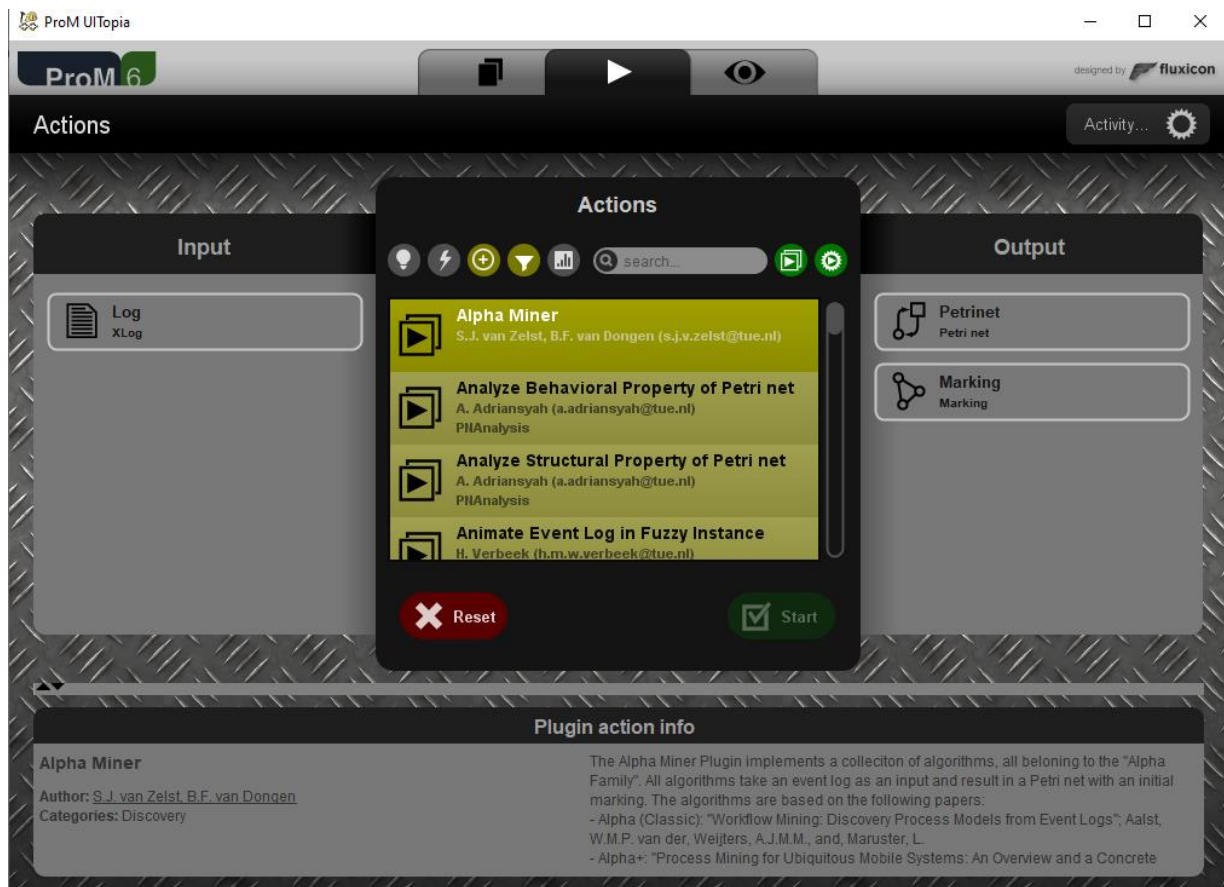 ProM UITopia
ProM 6
designed by fluxicon
Actions
Activity...
Actions
search...
Input
Log
XLog
Alpha Miner
S.J. van Zelst, B.F. van Dongen (s.j.v.zelst@tue.nl)
Analyze Behavioral Property of Petri net
A. Adriansyah (a.adriansyah@tue.nl)
PNAnalysis
Analyze Structural Property of Petri net
A. Adriansyah (a.adriansyah@tue.nl)
PNAnalysis
Animate Event Log in Fuzzy Instance
H. Verbeek (h.m.w.verbeek@tue.nl)
Reset
Start
Output
Petrinet
Petri net
Marking
Marking
Plugin action info
Alpha Miner
Author: S.J. van Zelst, B.F. van Dongen
Categories: Discovery
The Alpha Miner Plugin implements a colleciton of algorithms, all beloning to the "Alpha
Family". All algorithms take an event log as an input and result in a Petri net with an initial
marking. The algorithms are based on the following papers:
- Alpha (Classic): "Workflow Mining: Discovery Process Models from Event Logs"; Aalst,
W.M.P. van der, Weijters, A.J.M.M., and, Maruster, L.
- Alpha+: "Process Mining for Ubiquitous Mobile Systems: An Overview and a Concrete